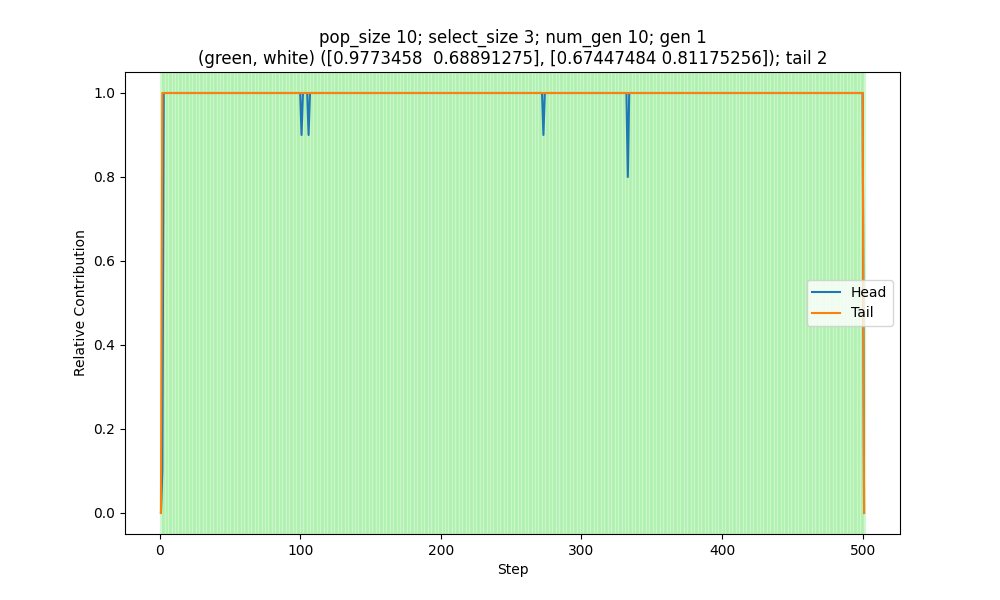 pop_size 10; select_size 3; num_gen 10; gen 1
(green, white) ([0.9773458  0.68891275], [0.67447484 0.81175256]); tail 2
1.0
0.8
0.6
0.4
0.2
0.0
Relative Contribution
Head
Tail
0 100 200 300 400 500
Step